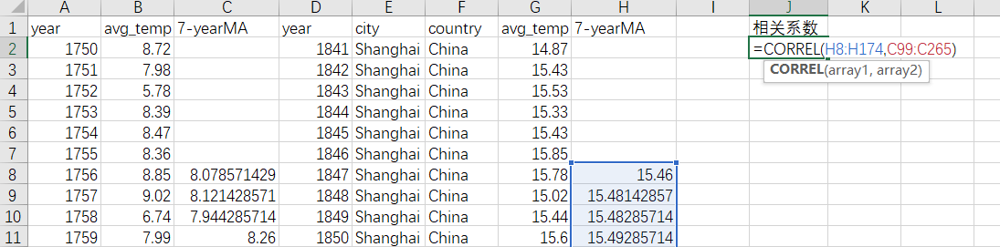 A B C D E F G H I J K L
1 year avg_temp 7-yearMA year city country avg_temp 7-yearMA 相关系数
2 1750 8.72 1841 Shanghai China 14.87 =CORREL(H8:H174,C99:C265)
3 1751 7.98 1842 Shanghai China 15.43 CORREL(array1, array2)
4 1752 5.78 1843 Shanghai China 15.53
5 1753 8.39 1844 Shanghai China 15.33
6 1754 8.47 1845 Shanghai China 15.43
7 1755 8.36 1846 Shanghai China 15.85
8 1756 8.85 8.078571429 1847 Shanghai China 15.78 15.46
9 1757 9.02 8.121428571 1848 Shanghai China 15.02 15.48142857
10 1758 6.74 7.944285714 1849 Shanghai China 15.44 15.48285714
11 1759 7.99 8.26 1850 Shanghai China 15.6 15.49285714